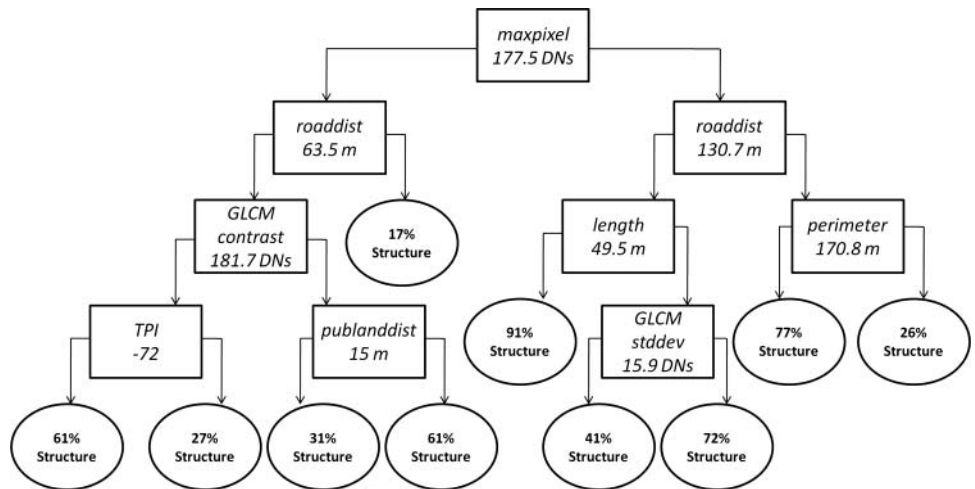 maxpixel
177.5 DNs
roaddist
63.5 m
roaddist
130.7 m
GLCM
contrast
181.7 DNs
17%
Structure
length
49.5 m
perimeter
170.8 m
TPI
-72
publanddist
15 m
91%
Structure
GLCM
stddev
15.9 DNs
77%
Structure
26%
Structure
61%
Structure
27%
Structure
31%
Structure
61%
Structure
41%
Structure
72%
Structure